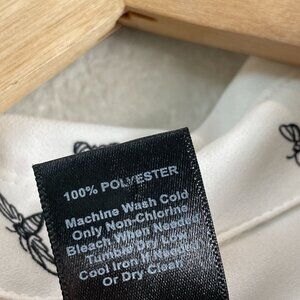 100% POLYESTER
Machine Wash Cold
Only Non-Chlorine
Bleach When Needed
Tumble Dry Low
Cool Iron If Needed
Or Dry Clean